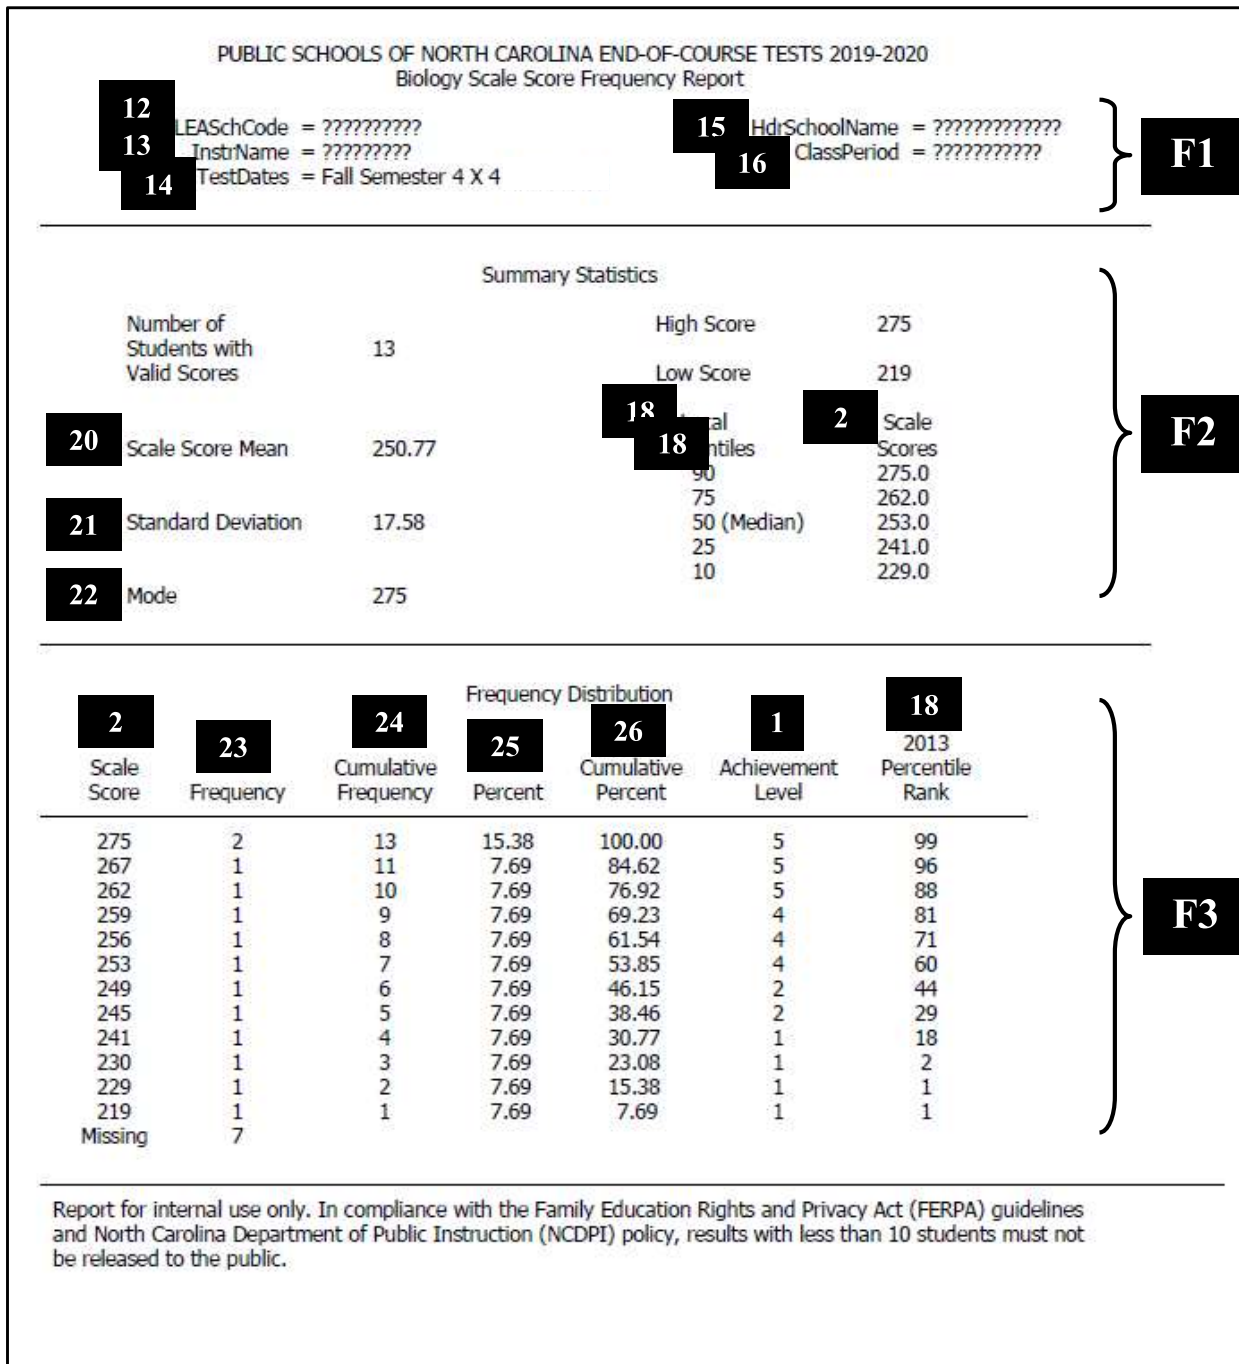 PUBLIC SCHOOLS OF NORTH CAROLINA END-OF-COURSE TESTS 2019-2020
Biology Scale Score Frequency Report
12 LEASchCode = ?????????? 15 HdrSchoolName = ?????????????
13 InstrName = ????????? 16 ClassPeriod = ???????????
14 TestDates = Fall Semester 4 X 4
F1
Summary Statistics
Number of
Students with 13
Valid Scores
High Score 275
Low Score 219
18
18
2 Scale
Scores
20 Scale Score Mean 250.77
90 275.0
75 262.0
21 Standard Deviation 17.58
50 (Median) 253.0
25 241.0
10 229.0
22 Mode 275
F2
Frequency Distribution
2 23 24 25 26 1 18
2013
Scale Cumulative Cumulative Achievement Percentile
Score Frequency Frequency Percent Percent Level Rank
275 2 13 15.38 100.00 5 99
267 1 11 7.69 84.62 5 96
262 1 10 7.69 76.92 5 88
259 1 9 7.69 69.23 4 81
256 1 8 7.69 61.54 4 71
253 1 7 7.69 53.85 4 60
249 1 6 7.69 46.15 2 44
245 1 5 7.69 38.46 2 29
241 1 4 7.69 30.77 1 18
230 1 3 7.69 23.08 1 2
229 1 2 7.69 15.38 1 1
219 1 1 7.69 7.69 1 1
Missing 7
F3
Report for internal use only. In compliance with the Family Education Rights and Privacy Act (FERPA) guidelines
and North Carolina Department of Public Instruction (NCDPI) policy, results with less than 10 students must not
be released to the public.